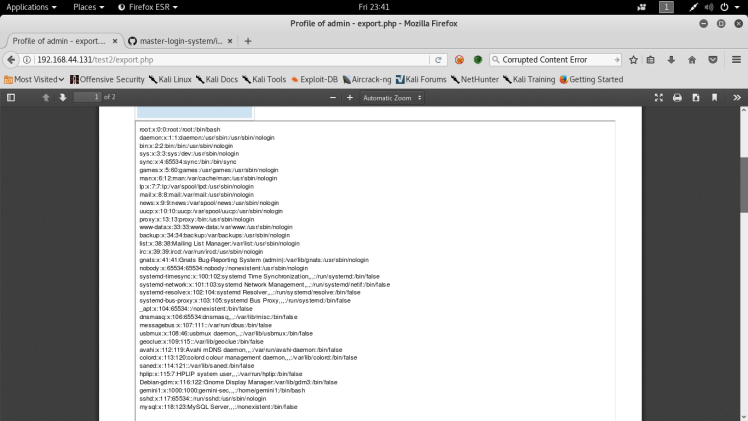 Applications
Places
Firefox ESR
Fri 23:41
1
Profile of admin - export.php - Mozilla Firefox
Profile of admin - export....
master-login-system/i...
192.168.44.131/test2/export.php
Corrupted Content Error
Most Visited
Offensive Security
Kali Linux
Kali Docs
Kali Tools
Exploit-DB
Aircrack-ng
Kali Forums
NetHunter
Kali Training
Getting Started
1 of 2
Automatic Zoom
root:x:0:0:root:/root:/bin/bash
daemon:x:1:1:daemon:/usr/sbin:/usr/sbin/nologin
bin:x:2:2:bin:/bin:/usr/sbin/nologin
sys:x:3:3:sys:/dev:/usr/sbin/nologin
sync:x:4:65534:sync:/bin:/bin/sync
games:x:5:60:games:/usr/games:/usr/sbin/nologin
man:x:6:12:man:/var/cache/man:/usr/sbin/nologin
lp:x:7:7:lp:/var/spool/lpd:/usr/sbin/nologin
mail:x:8:8:mail:/var/mail:/usr/sbin/nologin
news:x:9:9:news:/var/spool/news:/usr/sbin/nologin
uucp:x:10:10:uucp:/var/spool/uucp:/usr/sbin/nologin
proxy:x:13:13:proxy:/bin:/usr/sbin/nologin
www-data:x:33:33:www-data:/var/www:/usr/sbin/nologin
backup:x:34:34:backup:/var/backups:/usr/sbin/nologin
list:x:38:38:Mailing List Manager:/var/list:/usr/sbin/nologin
irc:x:39:39:ircd:/var/run/ircd:/usr/sbin/nologin
gnats:x:41:41:Gnats Bug-Reporting System (admin):/var/lib/gnats:/usr/sbin/nologin
nobody:x:65534:65534:nobody:/nonexistent:/usr/sbin/nologin
systemd-timesync:x:100:102:systemd Time Synchronization,,,:/run/systemd:/bin/false
systemd-network:x:101:103:systemd Network Management,,,:/run/systemd/netif:/bin/false
systemd-resolve:x:102:104:systemd Resolver,,,:/run/systemd/resolve:/bin/false
systemd-bus-proxy:x:103:105:systemd Bus Proxy,,,:/run/systemd:/bin/false
_apt:x:104:65534::/nonexistent:/bin/false
dnsmasq:x:106:65534:dnsmasq,,,:/var/lib/misc:/bin/false
messagebus:x:107:111::/var/run/dbus:/bin/false
usbmux:x:108:46:usbmux daemon,,,:/var/lib/usbmux:/bin/false
geoclue:x:109:115::/var/lib/geoclue:/bin/false
avahi:x:112:119:Avahi mDNS daemon,,,:/var/run/avahi-daemon:/bin/false
colord:x:113:120:colord colour management daemon,,,:/var/lib/colord:/bin/false
saned:x:114:121::/var/lib/saned:/bin/false
hplip:x:115:7:HPLIP system user,,,:/var/run/hplip:/bin/false
Debian-gdm:x:116:122:Gnome Display Manager:/var/lib/gdm3:/bin/false
gemini1:x:1000:1000:gemini-sec,,,:/home/gemini1:/bin/bash
sshd:x:117:65534::/run/sshd:/usr/sbin/nologin
mysql:x:118:123:MySQL Server,,,:/nonexistent:/bin/false